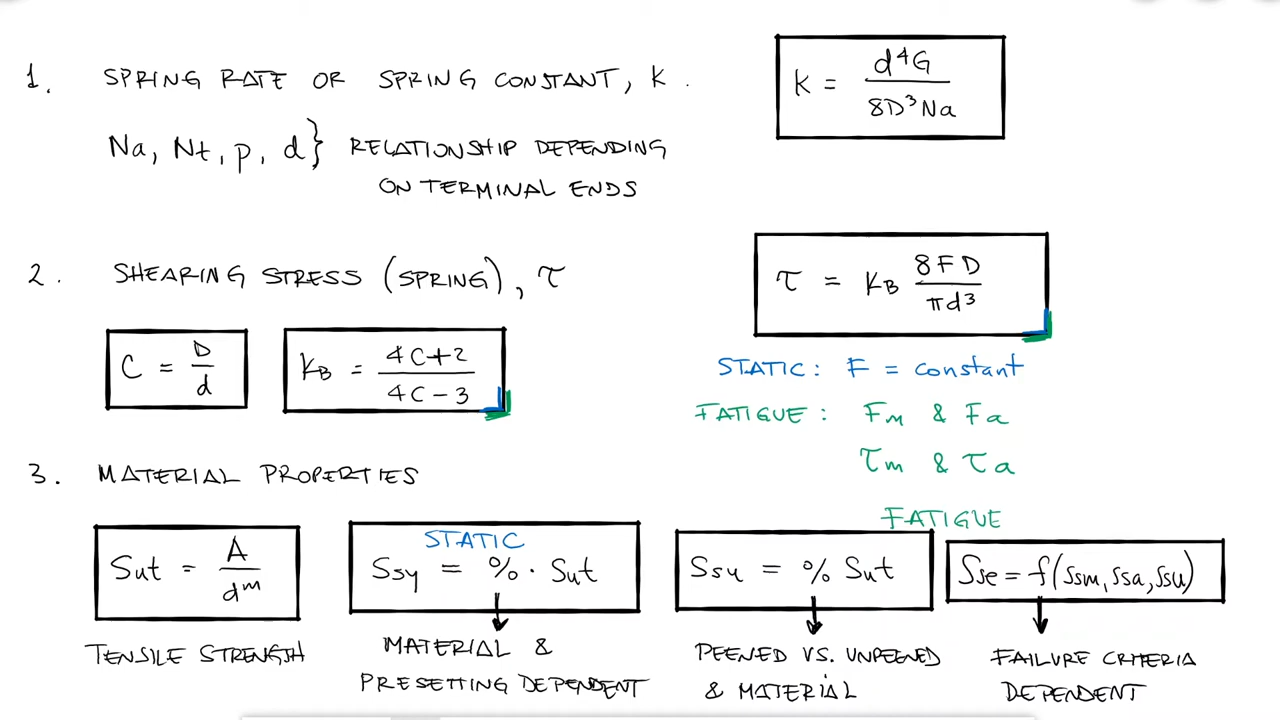 1. SPRING RATE OR SPRING CONSTANT, K.
K = d⁴G / 8D³Na
Na, Nt, p, d} RELATIONSHIP DEPENDING
ON TERMINAL ENDS
2. SHEARING STRESS (SPRING), τ
τ = KB 8FD / πd³
C = D / d
KB = 4C+2 / 4C-3
STATIC: F = constant
FATIGUE: Fm & Fa
τm & τa
3. MATERIAL PROPERTIES
FATIGUE
Sut = A / dᵐ
STATIC
Ssy = % · Sut
Ssu = % Sut
Sse = f(Ssm, Ssa, Ssu)
TENSILE STRENGTH
MATERIAL &
PRESETTING DEPENDENT
PEENED VS. UNPEENED
& MATERIAL
FAILURE CRITERIA
DEPENDENT